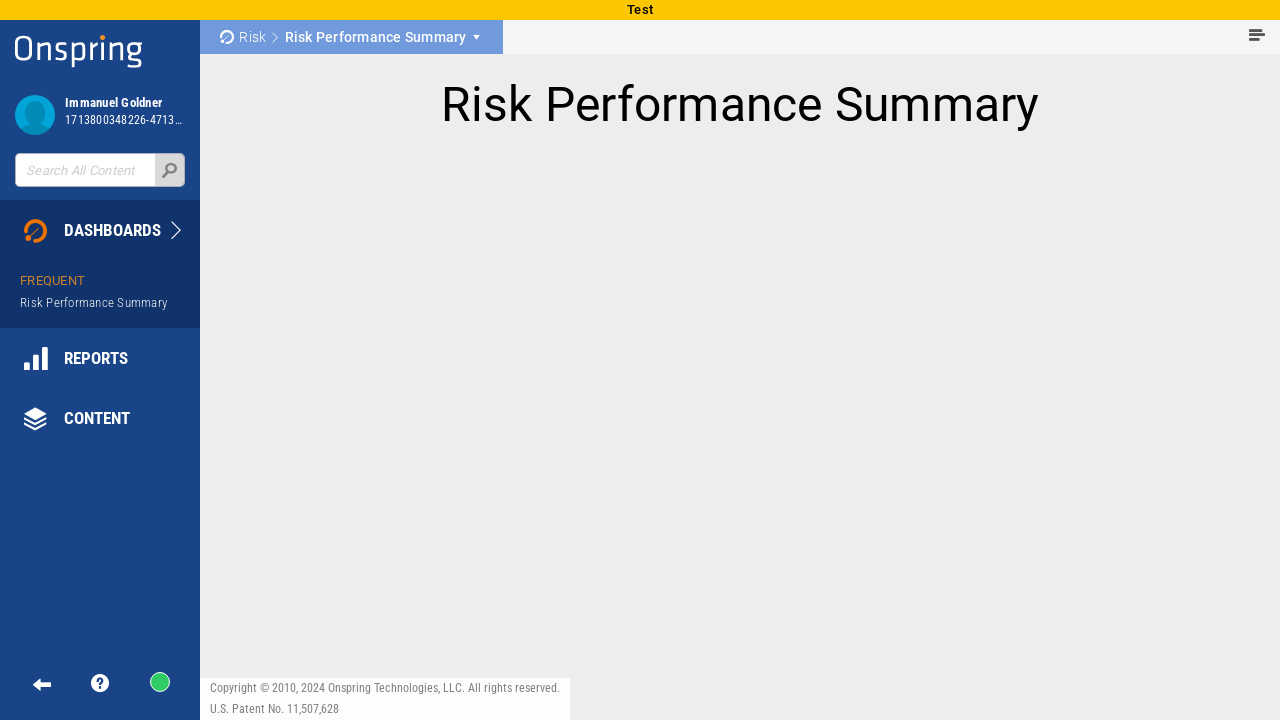 Test
Onspring
Risk
Risk Performance Summary
Immanuel Goldner
1713800348226-4713...
Search All Content
DASHBOARDS
FREQUENT
Risk Performance Summary
REPORTS
CONTENT
Risk Performance Summary
Copyright © 2010, 2024 Onspring Technologies, LLC. All rights reserved.
U.S. Patent No. 11,507,628